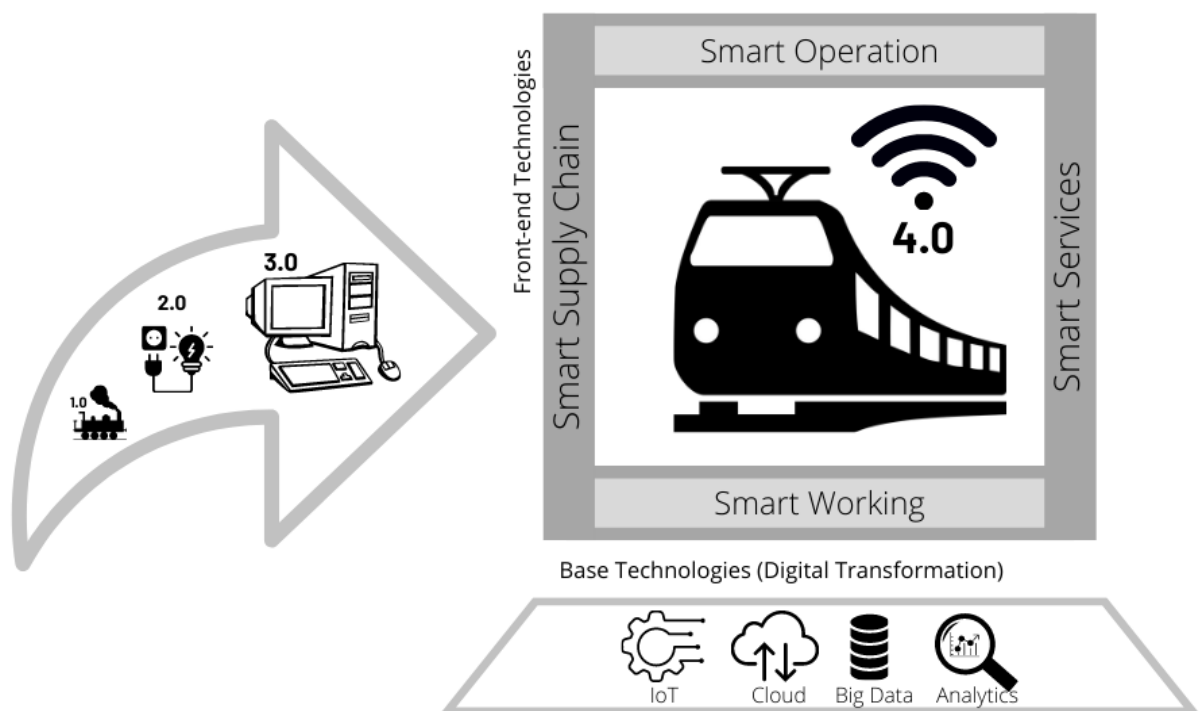 1.0
2.0
3.0
Front-end Technologies
Smart Supply Chain
Smart Operation
4.0
Smart Services
Smart Working
Base Technologies (Digital Transformation)
IoT
Cloud
Big Data
Analytics